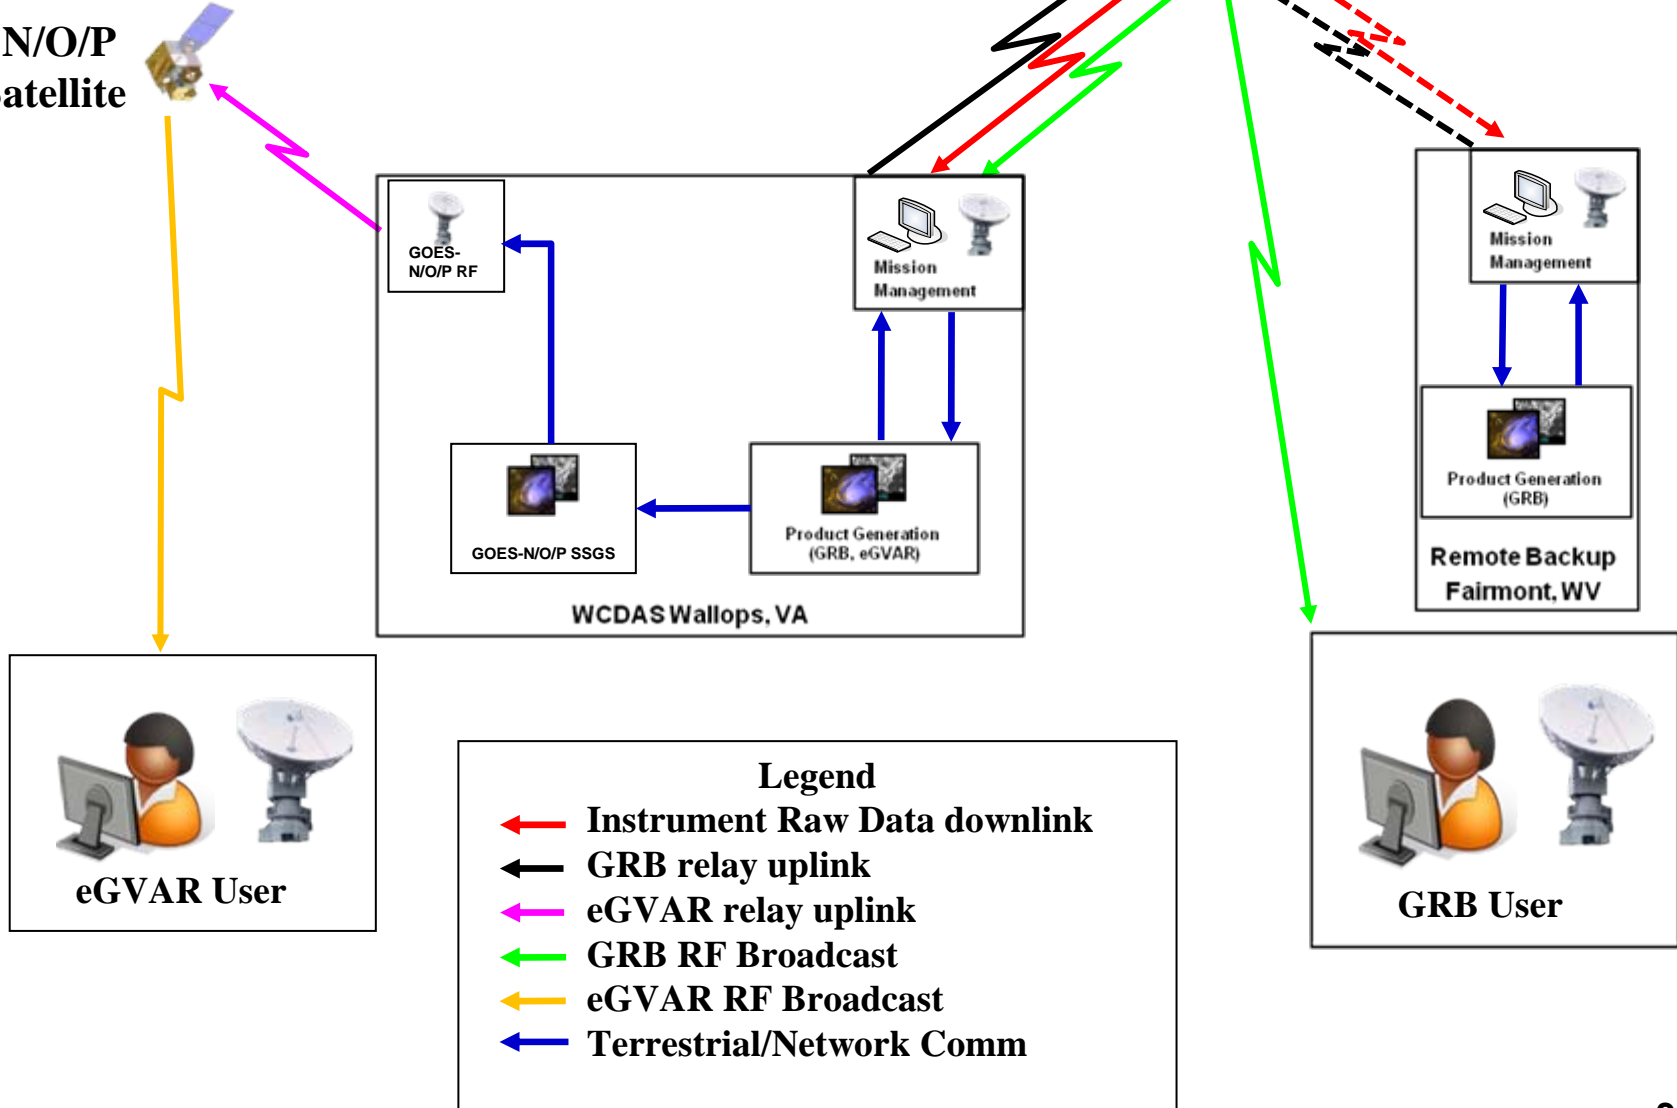 N/O/P
atellite
GOES-
N/O/P RF
Mission
Management
Mission
Management
GOES-N/O/P SSGS
Product Generation
(GRB, eGVAR)
Product Generation
(GRB)
WCDAS Wallops, VA
Remote Backup
Fairmont, WV
eGVAR User
GRB User
Legend
Instrument Raw Data downlink
GRB relay uplink
eGVAR relay uplink
GRB RF Broadcast
eGVAR RF Broadcast
Terrestrial/Network Comm